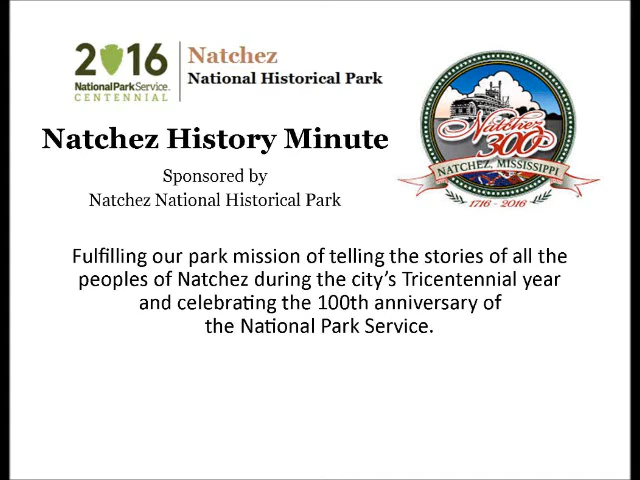 2016
National Park Service.
CENTENNIAL
Natchez
National Historical Park
Natchez History Minute
Sponsored by
Natchez National Historical Park
Natchez
300
NATCHEZ, MISSISSIPPI
1716 - 2016
Fulfilling our park mission of telling the stories of all the
peoples of Natchez during the city's Tricentennial year
and celebrating the 100th anniversary of
the National Park Service.